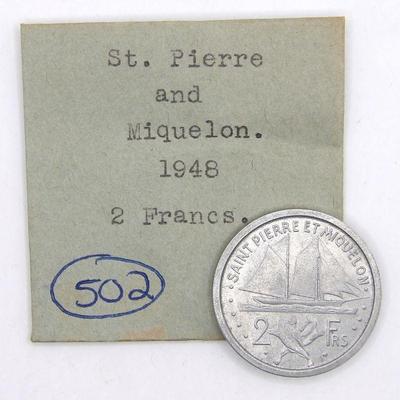 St. Pierre
and
Miquelon.
1948
2 Francs.
502
·SAINT PIERRE ET MIQUELON·
2 FRS